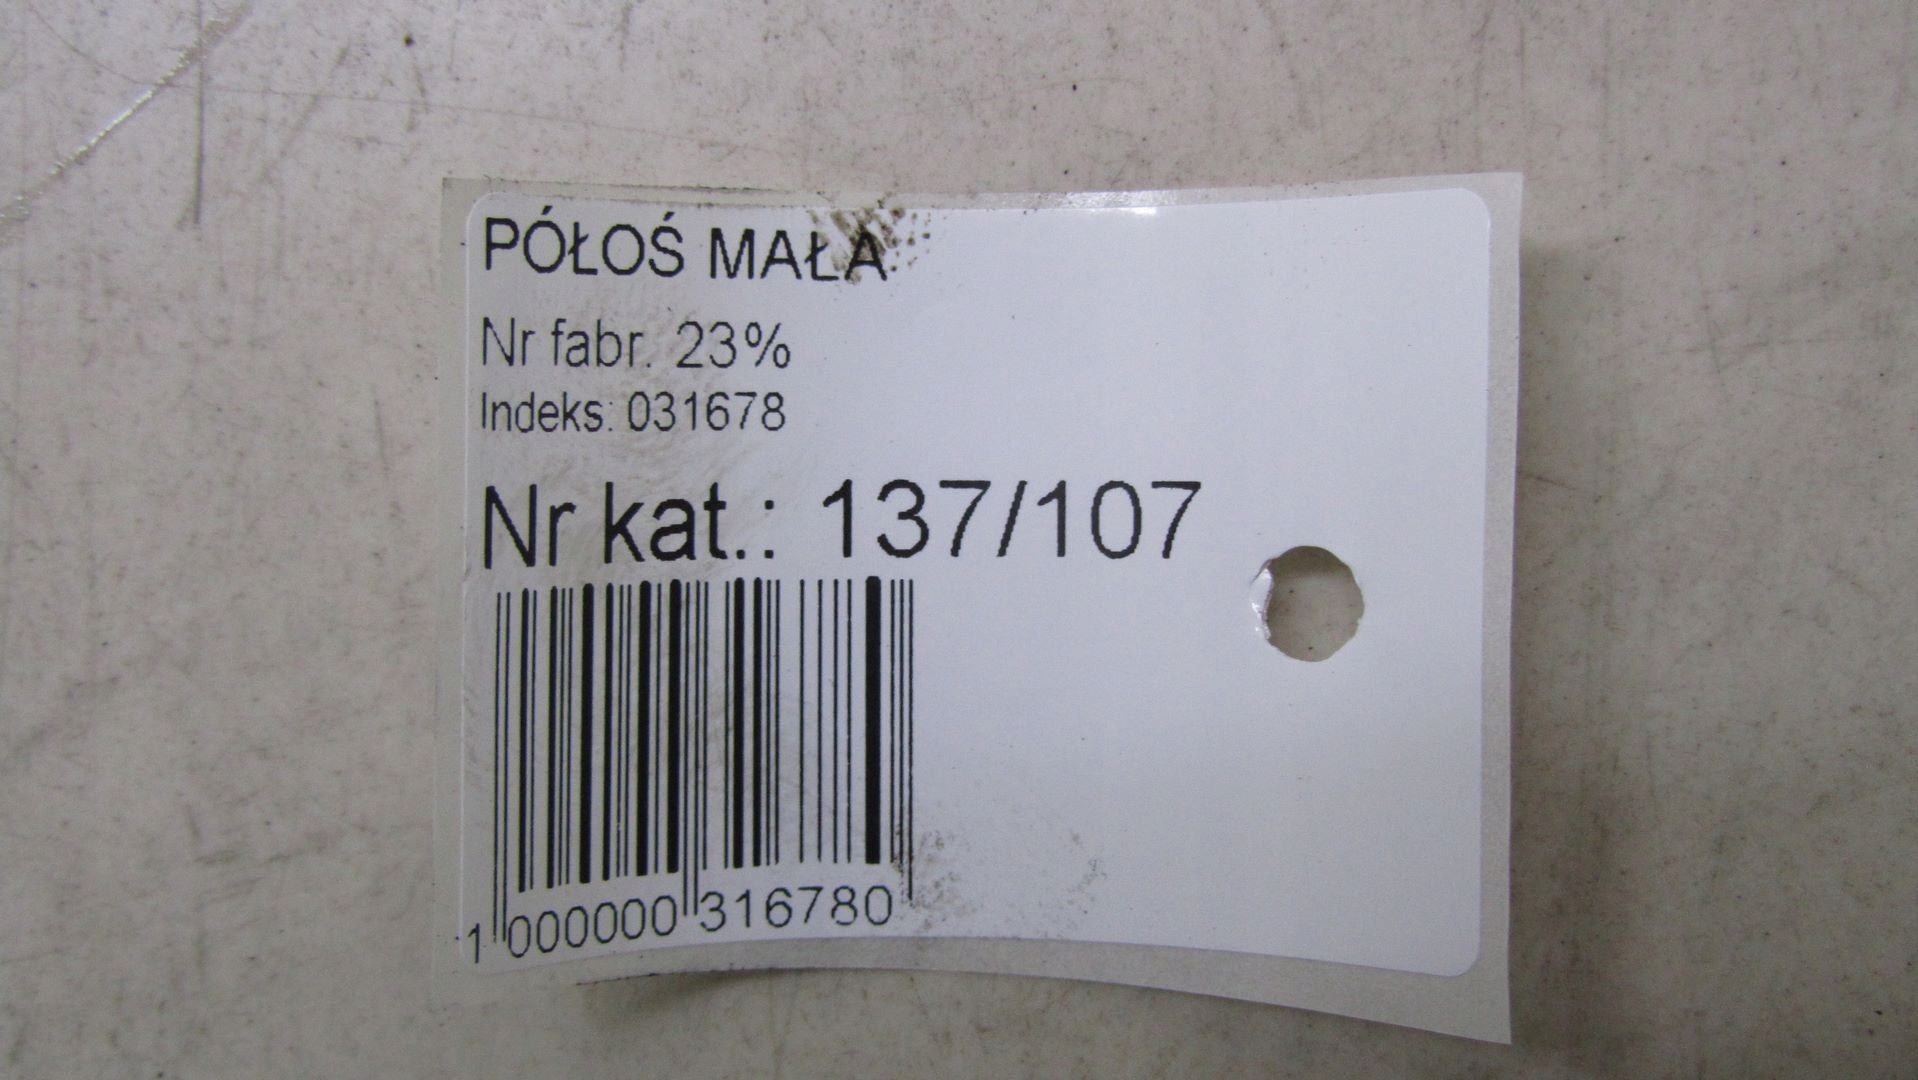 PÓŁOŚ MAŁA
Nr fabr. 23%
Indeks: 031678
Nr kat.: 137/107
1 000000 316780